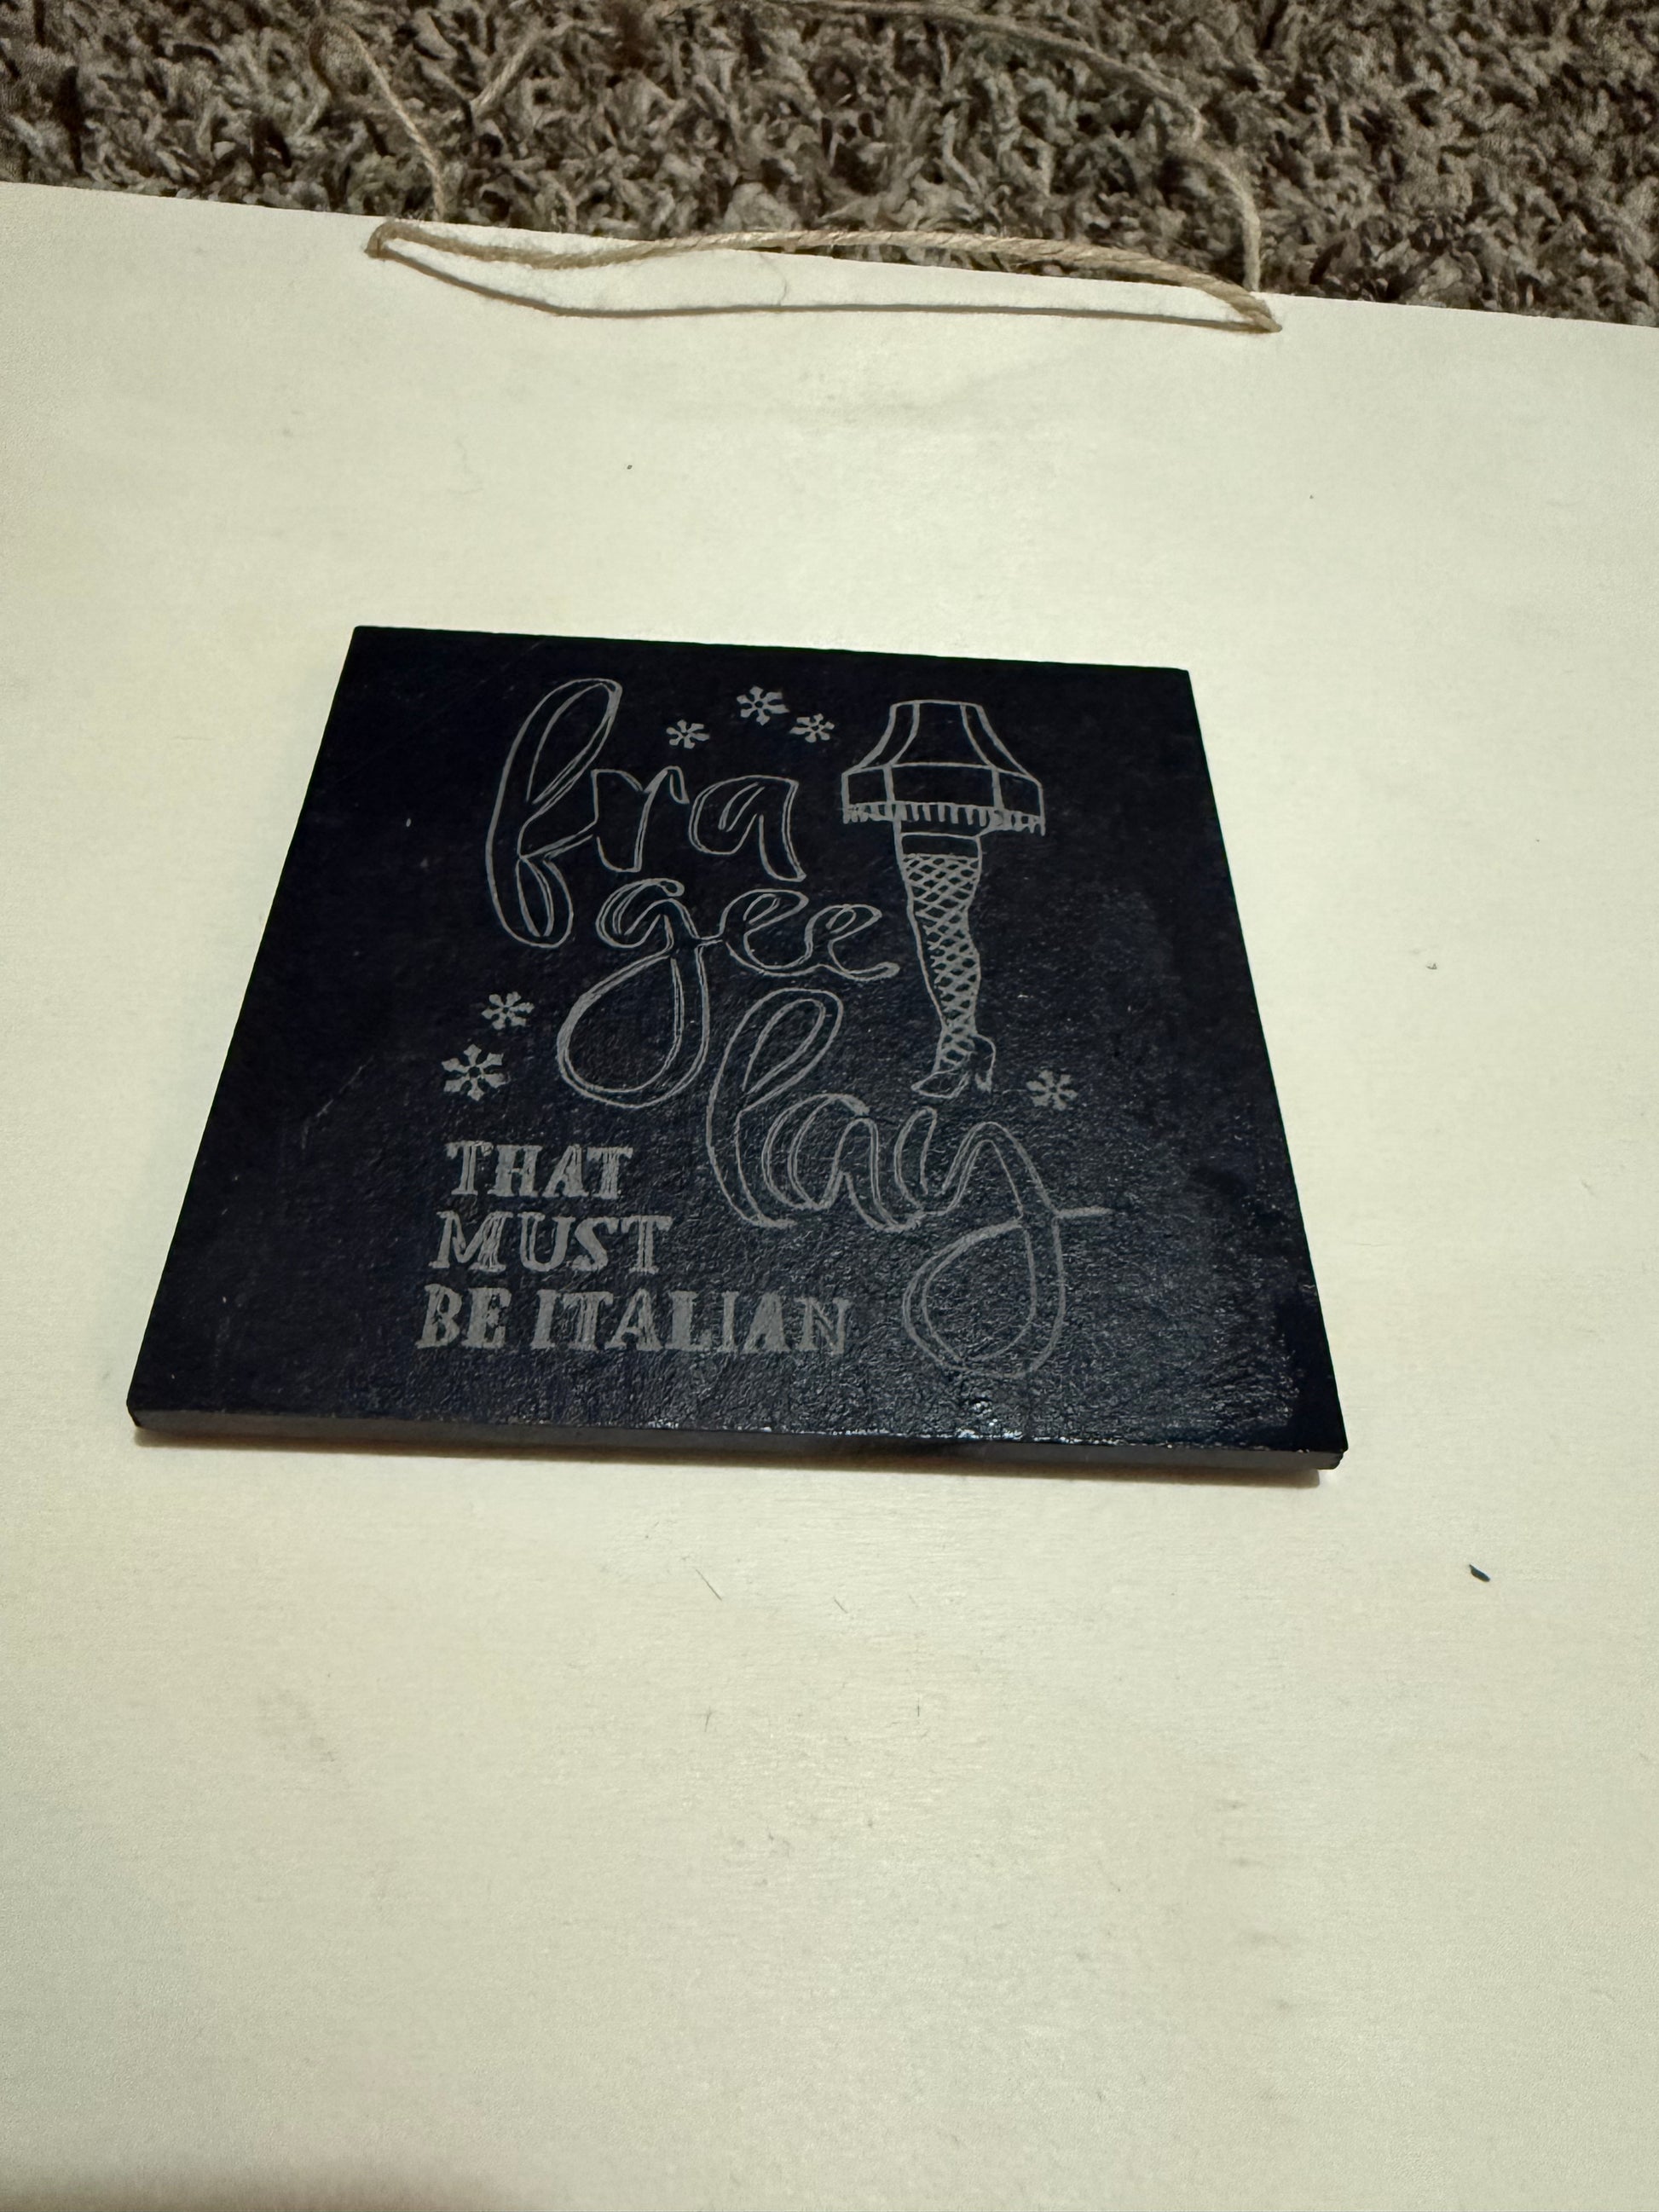 fra
gee
lay
THAT
MUST
BE ITALIAN